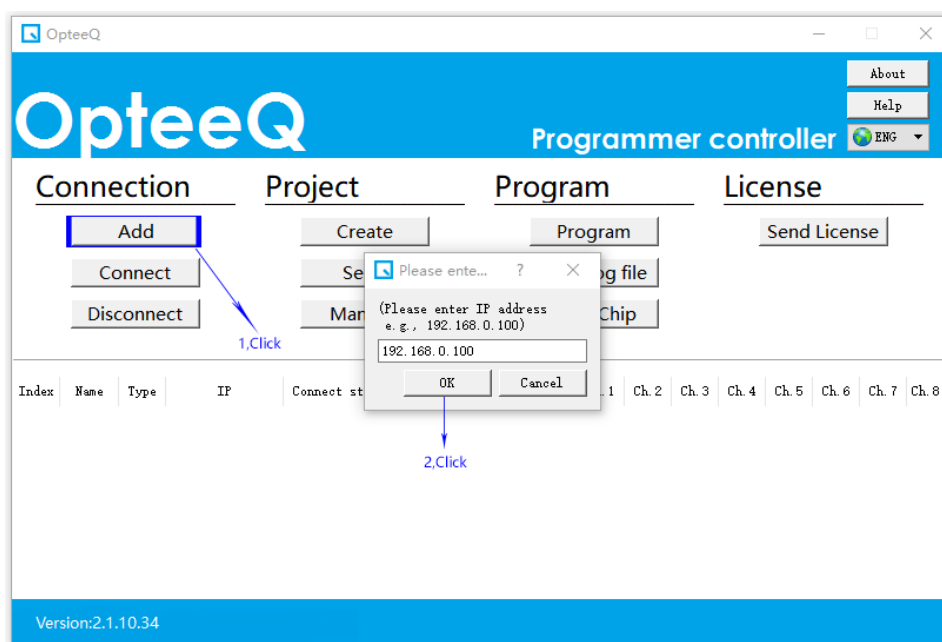 OpteeQ
About
Help
OpteeQ
Programmer controller
ENG
Connection Project Program License
Add Create Program Send License
Connect Se Please ente... ? og file
Disconnect Man (Please enter IP address Chip
e.g., 192.168.0.100)
1,Click
192.168.0.100
OK Cancel
Index Name Type IP Connect st .1 Ch.2 Ch.3 Ch.4 Ch.5 Ch.6 Ch.7 Ch.8
2,Click
Version:2.1.10.34